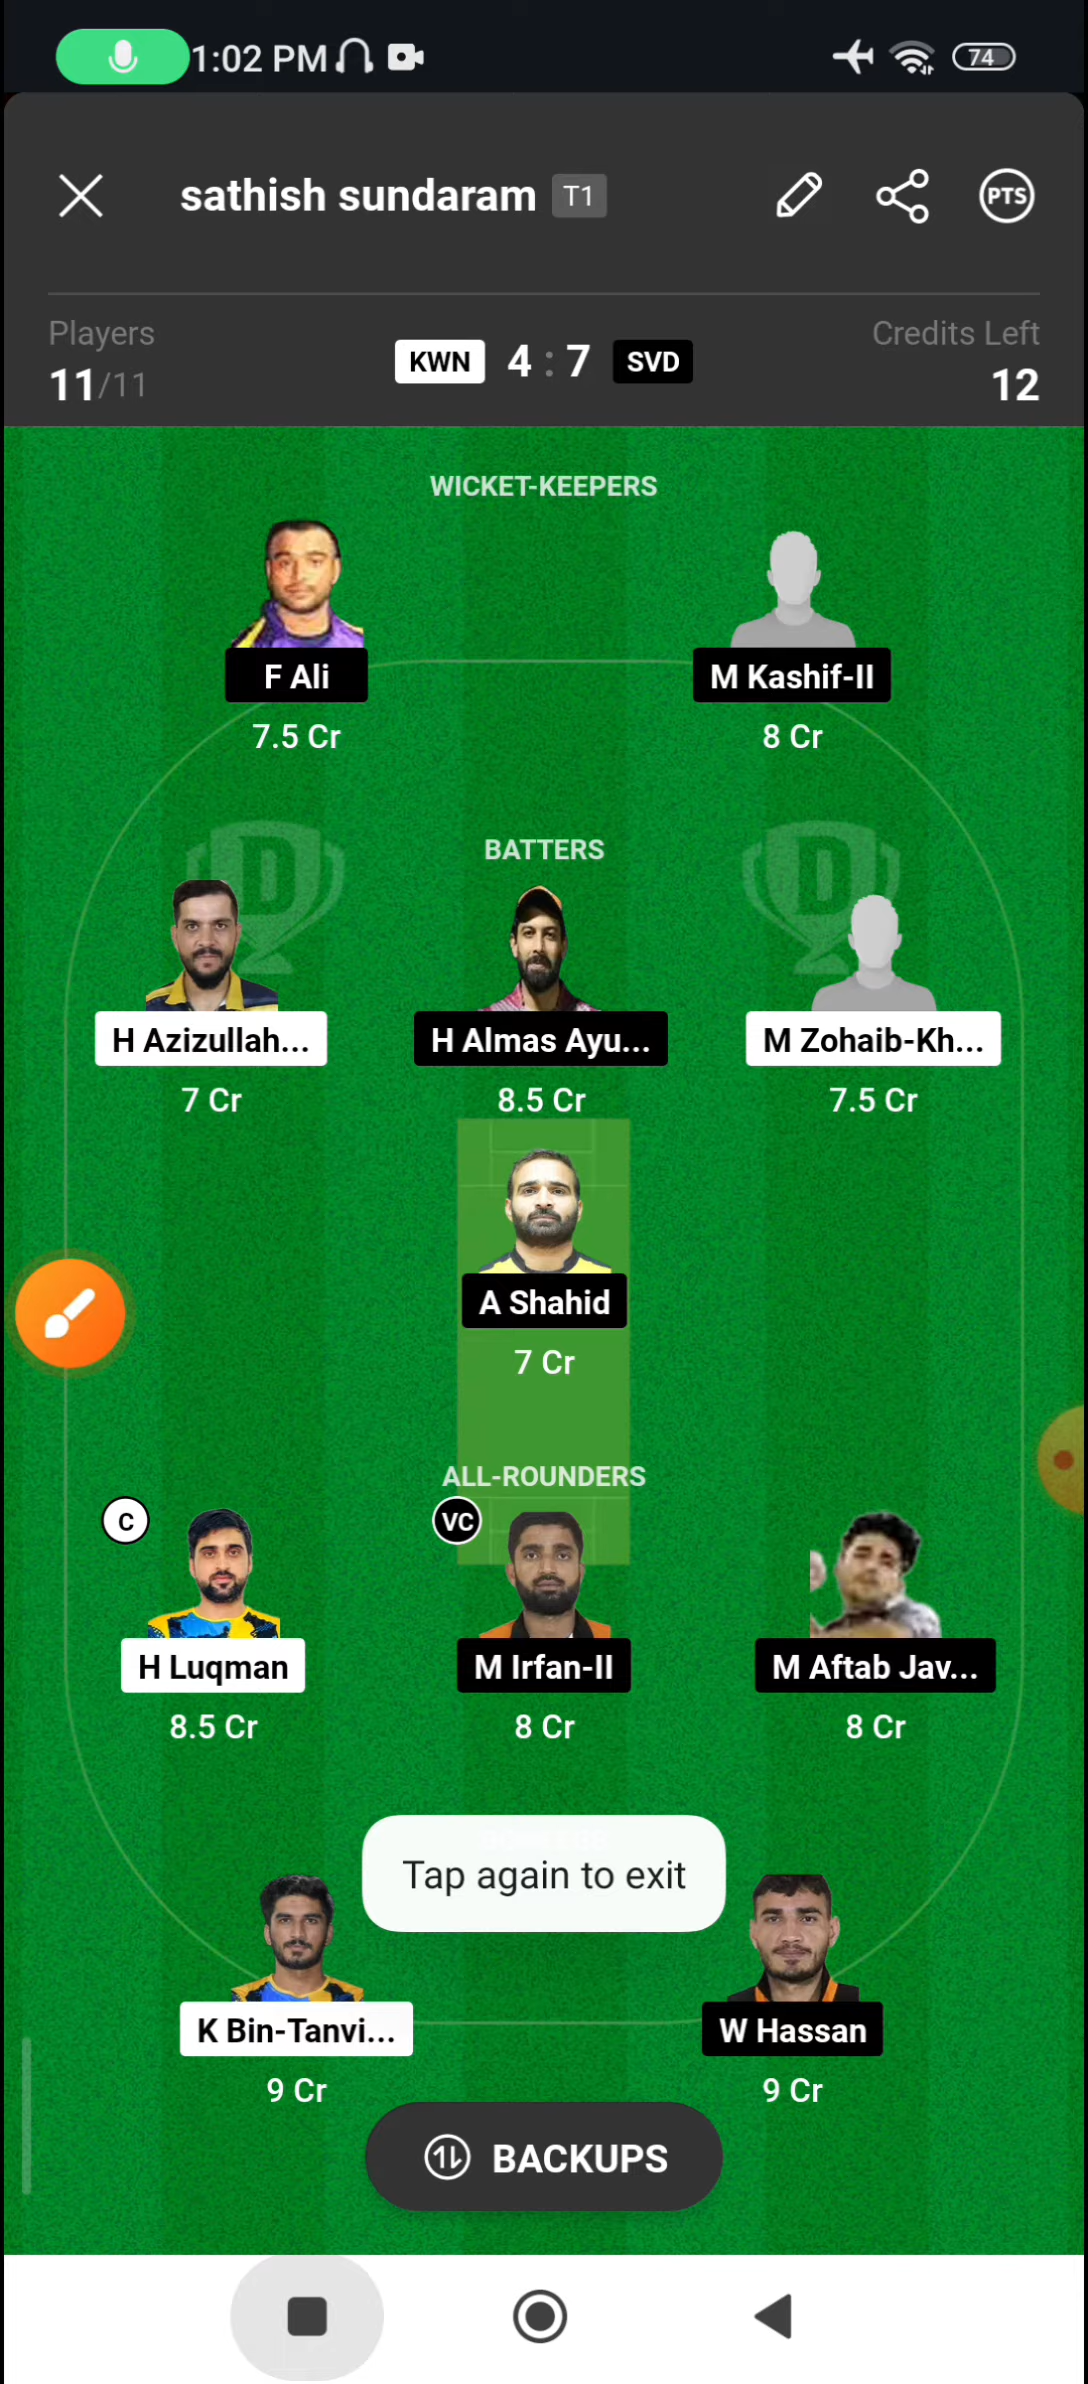 1:02 PM
74
sathish sundaram T1
PTS
Players
Credits Left
11/11
KWN 4 : 7 SVD
12
WICKET-KEEPERS
F Ali
M Kashif-II
7.5 Cr
8 Cr
BATTERS
H Azizullah...
H Almas Ayu...
M Zohaib-Kh...
7 Cr
8.5 Cr
7.5 Cr
A Shahid
7 Cr
ALL-ROUNDERS
C
VC
H Luqman
M Irfan-II
M Aftab Jav...
8.5 Cr
8 Cr
8 Cr
Tap again to exit
K Bin-Tanvi...
W Hassan
9 Cr
9 Cr
BACKUPS